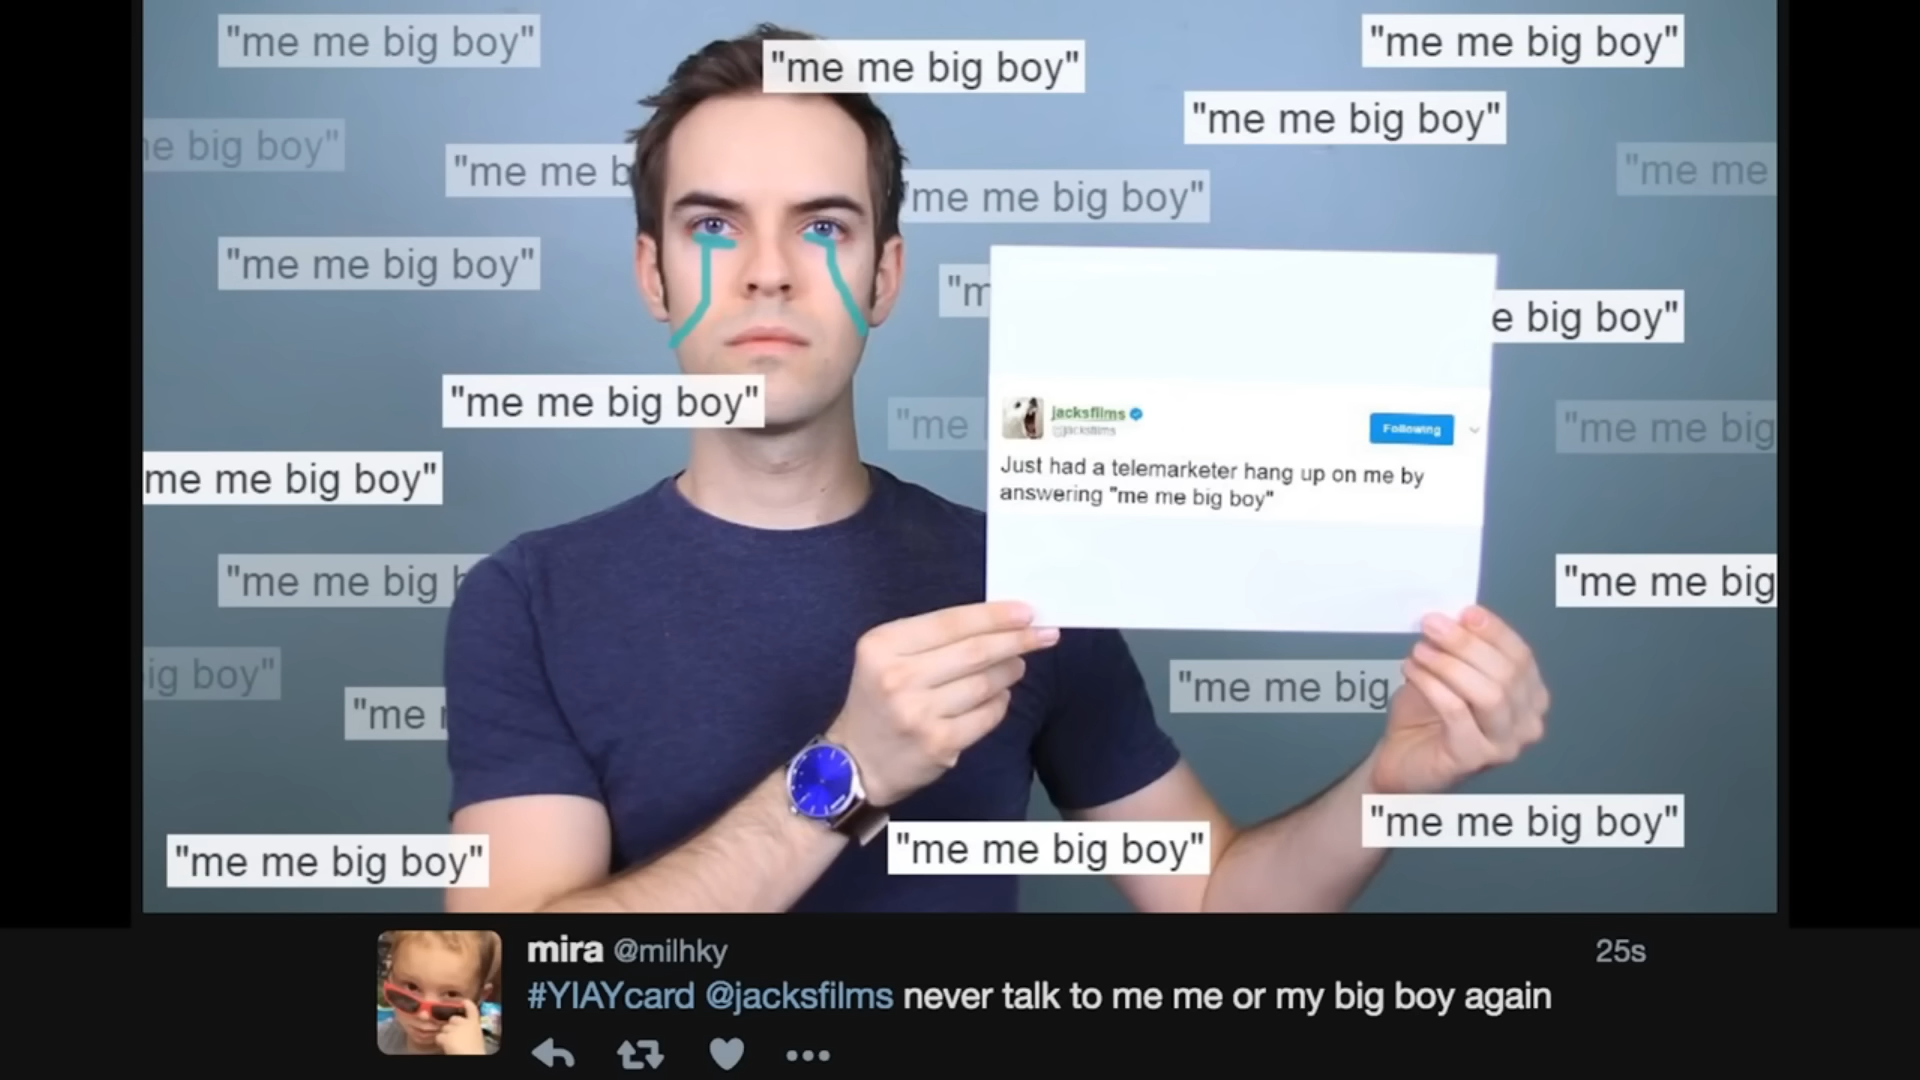 "me me big boy"
"me me big boy"
"me me big boy"
"me me big boy"
e big boy"
"me me b
"me me
me me big boy"
"me me big boy"
"m
e big boy"
"me me big boy"
"me
jacksfilms
@jacksfilms
Following
"me me big
Just had a telemarketer hang up on me by
answering "me me big boy"
me me big boy"
"me me big
"me me big
ig boy"
"me me big
"me
"me me big boy"
"me me big boy"
"me me big boy"
mira @milhky
25s
#YIAYcard @jacksfilms never talk to me me or my big boy again